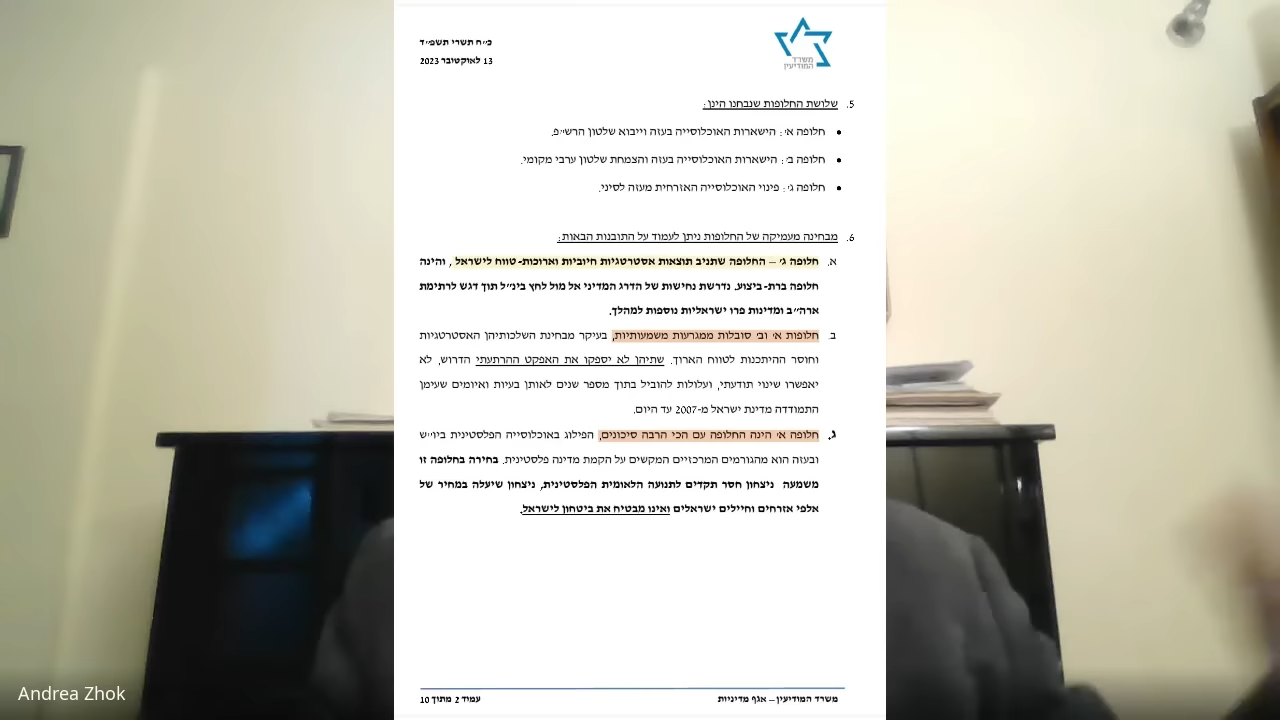 כ״ח תשרי תשפ״ד
13 לאוקטובר 2023
משרד
המודיעין
5. שלושת החלופות שנבחנו הינן:
• חלופה א׳: הישארות האוכלוסייה בעזה וייבוא שלטון הרש״פ.
• חלופה ב׳: הישארות האוכלוסייה בעזה והצמחת שלטון ערבי מקומי.
• חלופה ג׳: פינוי האוכלוסייה האזרחית מעזה לסיני.
6. מבחינה מעמיקה של החלופות ניתן לעמוד על התובנות הבאות:
א. חלופה ג׳ – החלופה שתניב תוצאות אסטרטגיות חיוביות וארוכות-טווח לישראל, והינה
חלופה ברת-ביצוע. נדרשת נחישות של הדרג המדיני אל מול לחץ בינ״ל תוך דגש לרתימת
ארה״ב ומדינות פרו ישראליות נוספות למהלך.
ב. חלופות א׳ וב׳ סובלות ממגרעות משמעותיות, בעיקר מבחינת השלכותיהן האסטרטגיות
וחוסר ההיתכנות לטווח הארוך. שתיהן לא יספקו את האפקט ההרתעתי הדרוש, לא
יאפשרו שינוי תודעתי, ועלולות להוביל בתוך מספר שנים לאותן בעיות ואיומים שעימן
התמודדה מדינת ישראל מ-2007 עד היום.
ג. חלופה א׳ הינה החלופה עם הכי הרבה סיכונים, הפילוג באוכלוסייה הפלסטינית ביו״ש
ובעזה הוא מהגורמים המרכזיים המקשים על הקמת מדינה פלסטינית. בחירה בחלופה זו
משמעה ניצחון חסר תקדים לתנועה הלאומית הפלסטינית, ניצחון שיעלה במחיר של
אלפי אזרחים וחיילים ישראלים ואינו מבטיח את ביטחון לישראל.
משרד המודיעין – אגף מדיניות
עמוד 2 מתוך 10
Andrea Zhok